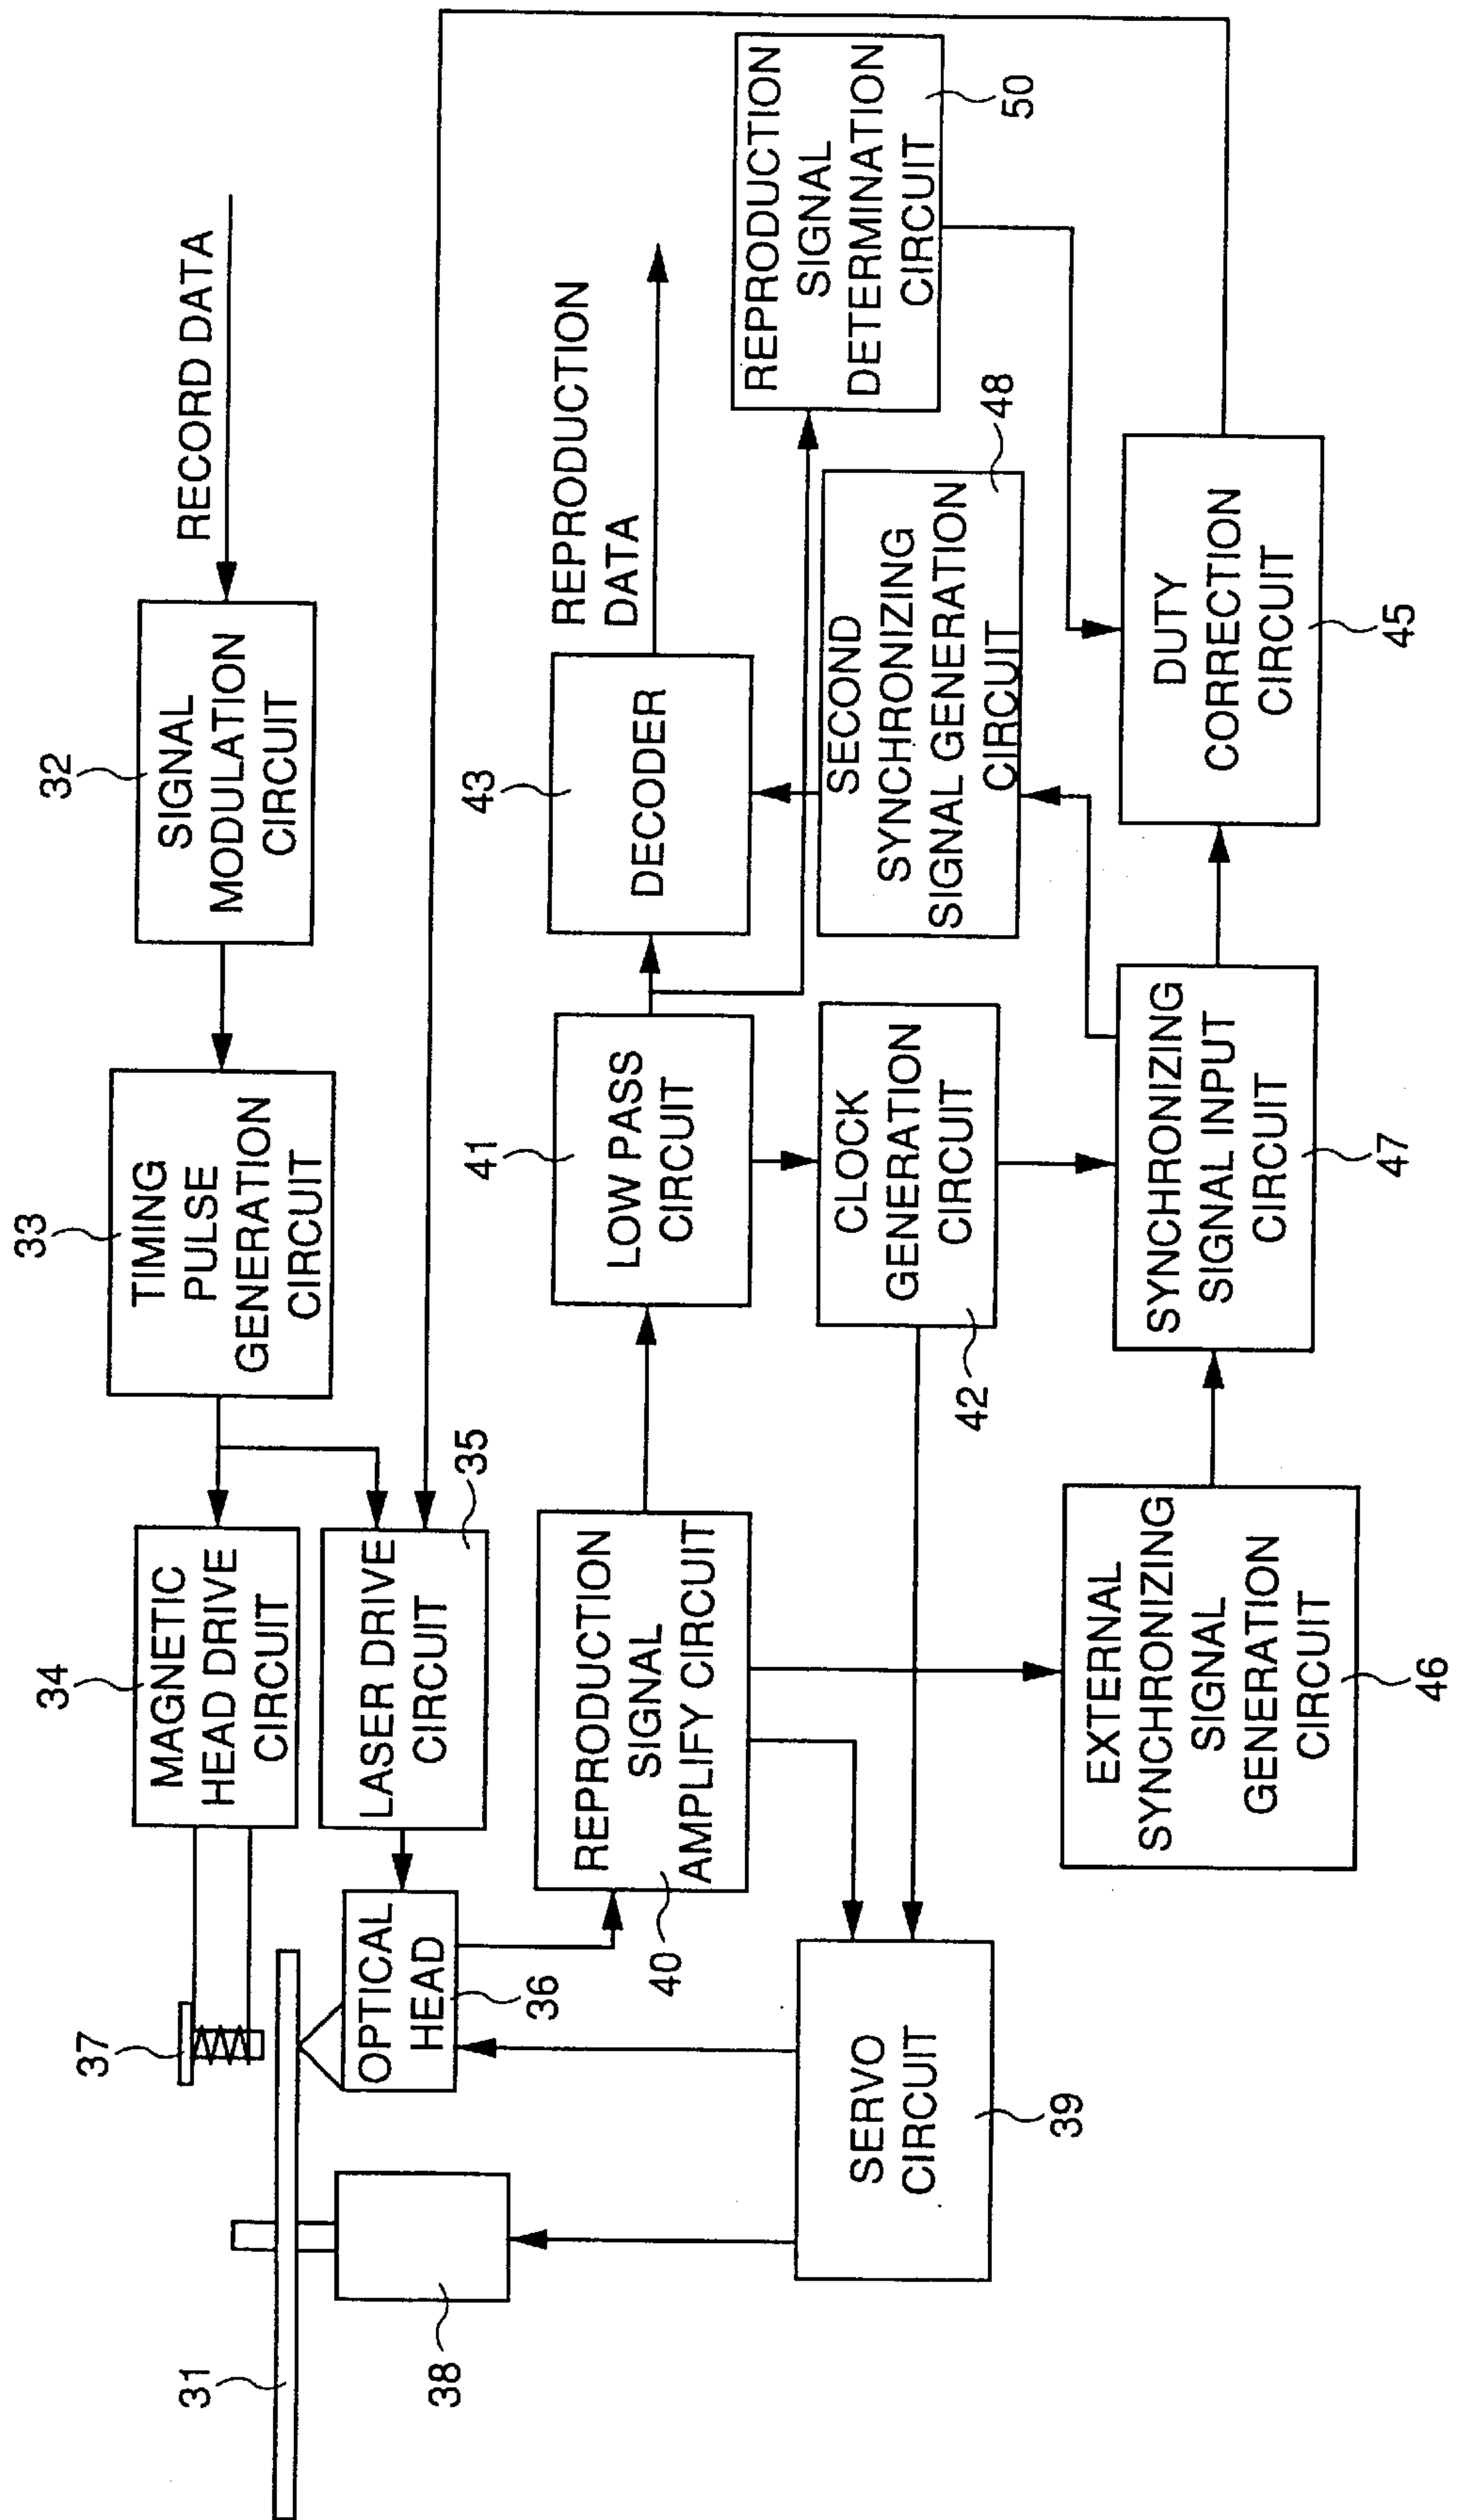 RECORD DATA
32
SIGNAL
MODULATION
CIRCUIT
33
TIMING
PULSE
GENERATION
CIRCUIT
34
MAGNETIC
HEAD DRIVE
CIRCUIT
35
LASER DRIVE
CIRCUIT
37
OPTICAL
HEAD
36
31
38
REPRODUCTION
SIGNAL
AMPLIFY CIRCUIT
40
41
LOW PASS
CIRCUIT
43
DECODER
REPRODUCTION
DATA
REPRODUCTION
SIGNAL
DETERMINATION
CIRCUIT
50
SECOND
SYNCHRONIZING
SIGNAL GENERATION
CIRCUIT
48
CLOCK
GENERATION
CIRCUIT
42
SERVO
CIRCUIT
39
EXTERNAL
SYNCHRONIZING
SIGNAL
GENERATION
CIRCUIT
46
SYNCHRONIZING
SIGNAL INPUT
CIRCUIT
47
DUTY
CORRECTION
CIRCUIT
45